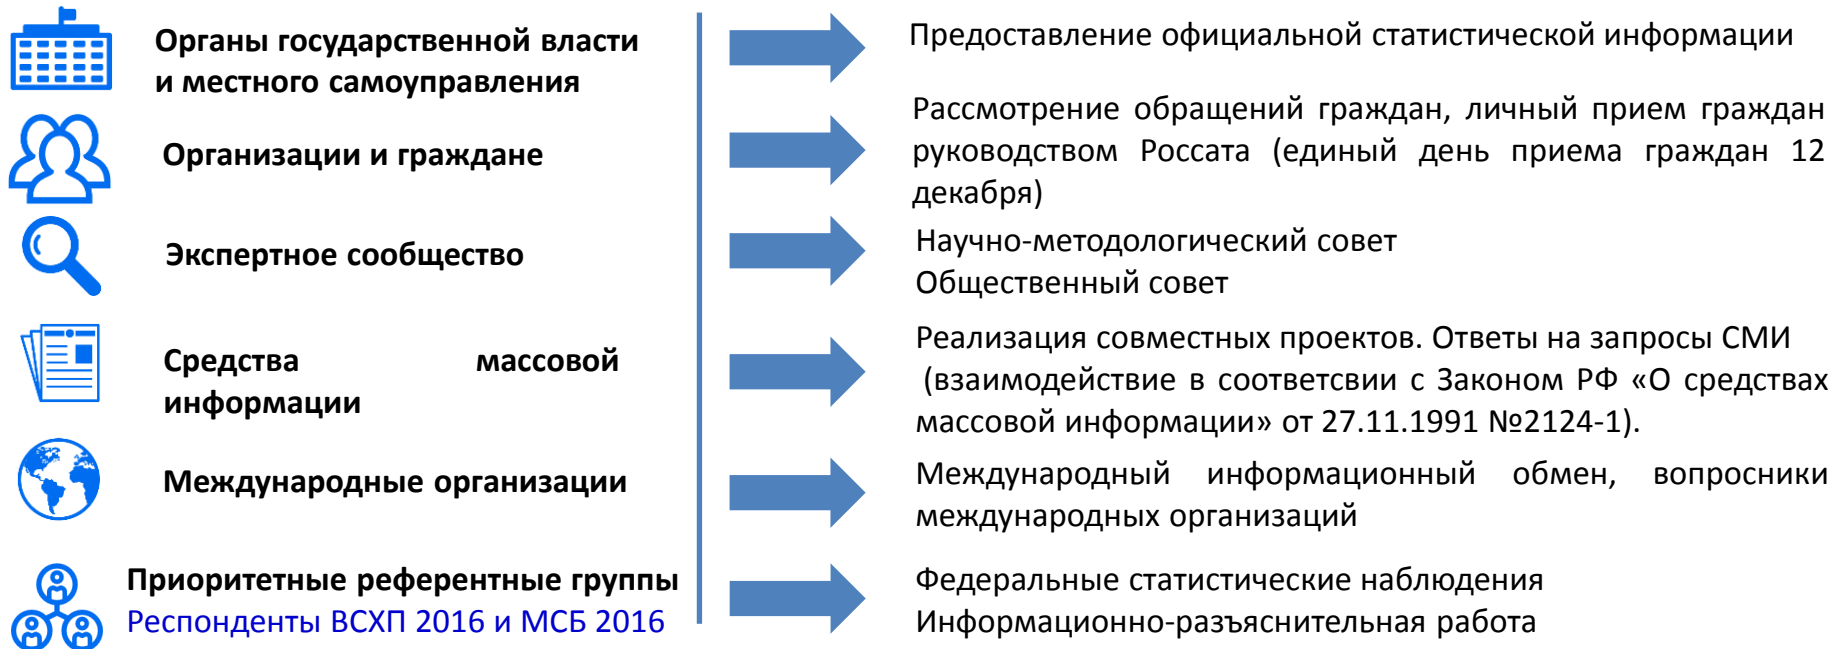 Органы государственной власти
и местного самоуправления
Предоставление официальной статистической информации
Организации и граждане
Рассмотрение обращений граждан, личный прием граждан
руководством Россата (единый день приема граждан 12
декабря)
Экспертное сообщество
Научно-методологический совет
Общественный совет
Средства массовой
информации
Реализация совместных проектов. Ответы на запросы СМИ
(взаимодействие в соответсвии с Законом РФ «О средствах
массовой информации» от 27.11.1991 №2124-1).
Международные организации
Международный информационный обмен, вопросники
международных организаций
Приоритетные референтные группы
Респонденты ВСХП 2016 и МСБ 2016
Федеральные статистические наблюдения
Информационно-разъяснительная работа